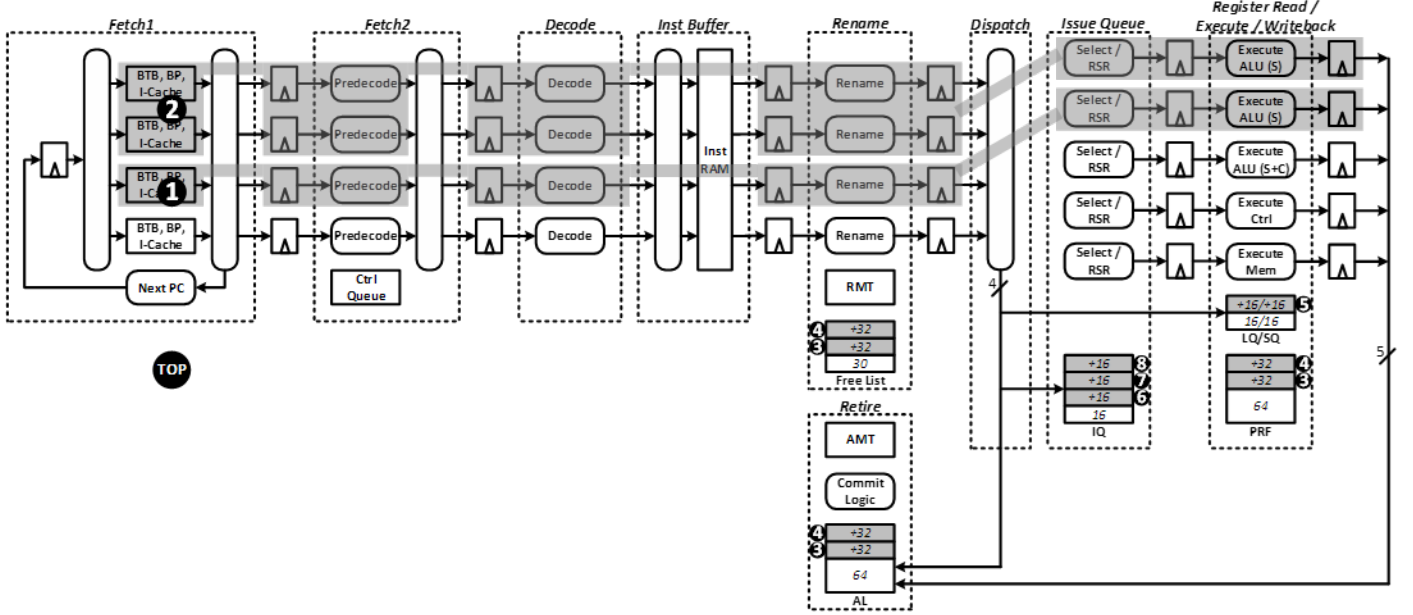 Fetch1
Fetch2
Decode
Inst Buffer
Rename
Dispatch
Issue Queue
Register Read /
Execute / Writeback
BTB, BP,
I-Cache
2
BTB, BP,
I-Cache
BTB, BP,
I-Cache
1
BTB, BP,
I-Cache
Next PC
TOP
Predecode
Predecode
Predecode
Predecode
Ctrl
Queue
Decode
Decode
Decode
Decode
Inst
RAM
Rename
Rename
Rename
Rename
RMT
4
+32
3
+32
30
Free List
Retire
AMT
Commit
Logic
4
+32
3
+32
64
AL
4
Select /
RSR
Select /
RSR
Select /
RSR
Select /
RSR
Select /
RSR
+16
8
+16
7
+16
6
16
IQ
Execute
ALU (S)
Execute
ALU (S)
Execute
ALU (S+C)
Execute
Ctrl
Execute
Mem
+16/+16
5
16/16
LQ/SQ
+32
4
+32
3
64
PRF
5